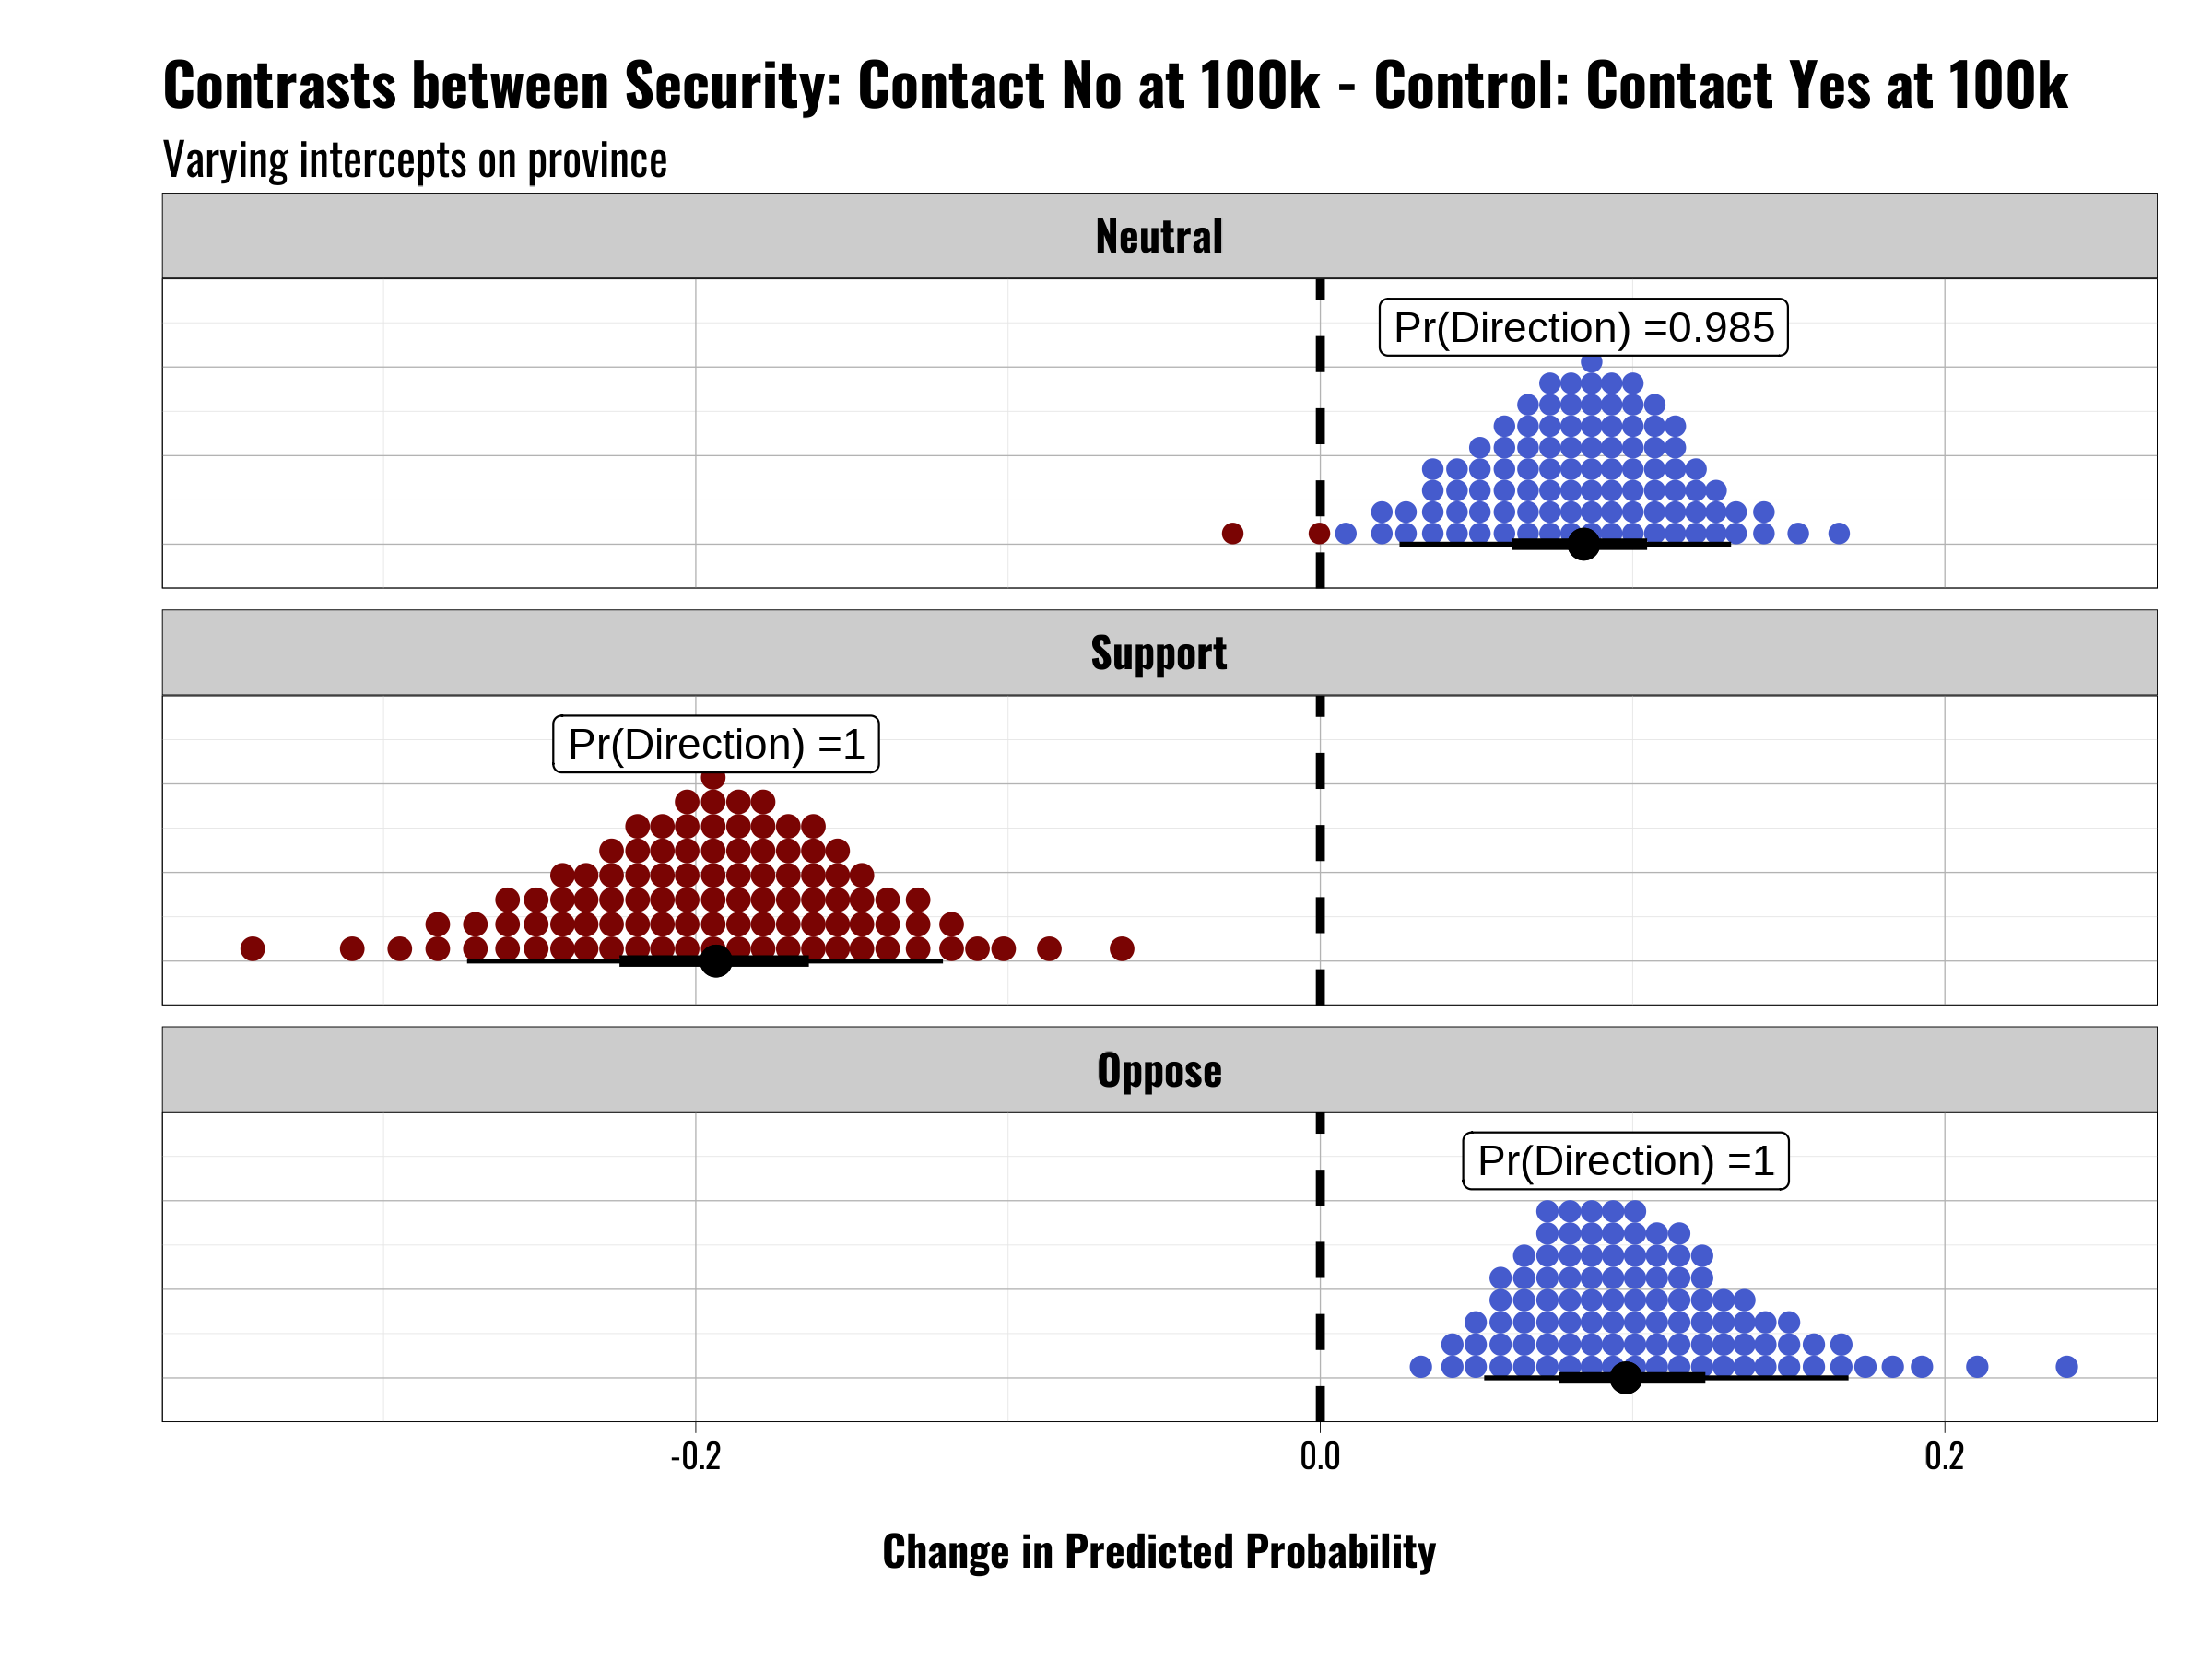 Contrasts between Security: Contact No at 100k - Control: Contact Yes at 100k
Varying intercepts on province
Neutral
Pr(Direction) =0.985
Support
Pr(Direction) =1
Oppose
Pr(Direction) =1
-0.2 0.0 0.2
Change in Predicted Probability